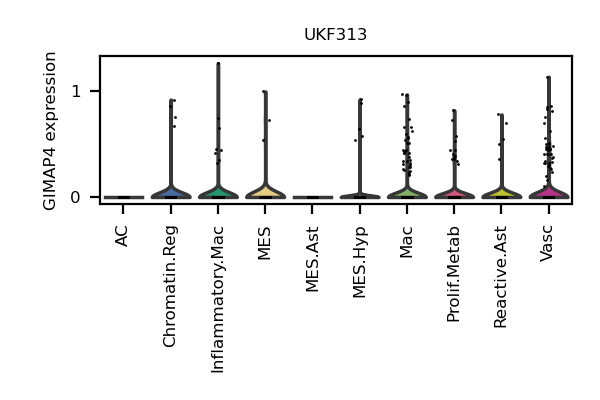 UKF313
GIMAP4 expression
1
0
AC
Chromatin.Reg
Inflammatory.Mac
MES
MES.Ast
MES.Hyp
Mac
Prolif.Metab
Reactive.Ast
Vasc